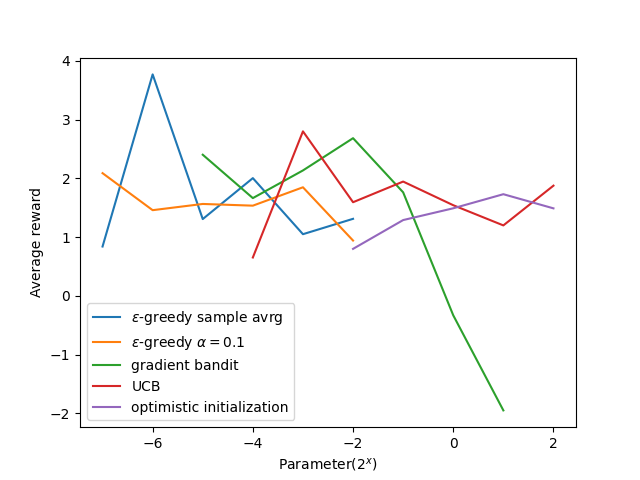 4
3
2
1
0
−1
−2
Average reward
ε-greedy sample avrg
ε-greedy α = 0.1
gradient bandit
UCB
optimistic initialization
−6 −4 −2 0 2
Parameter(2^x)